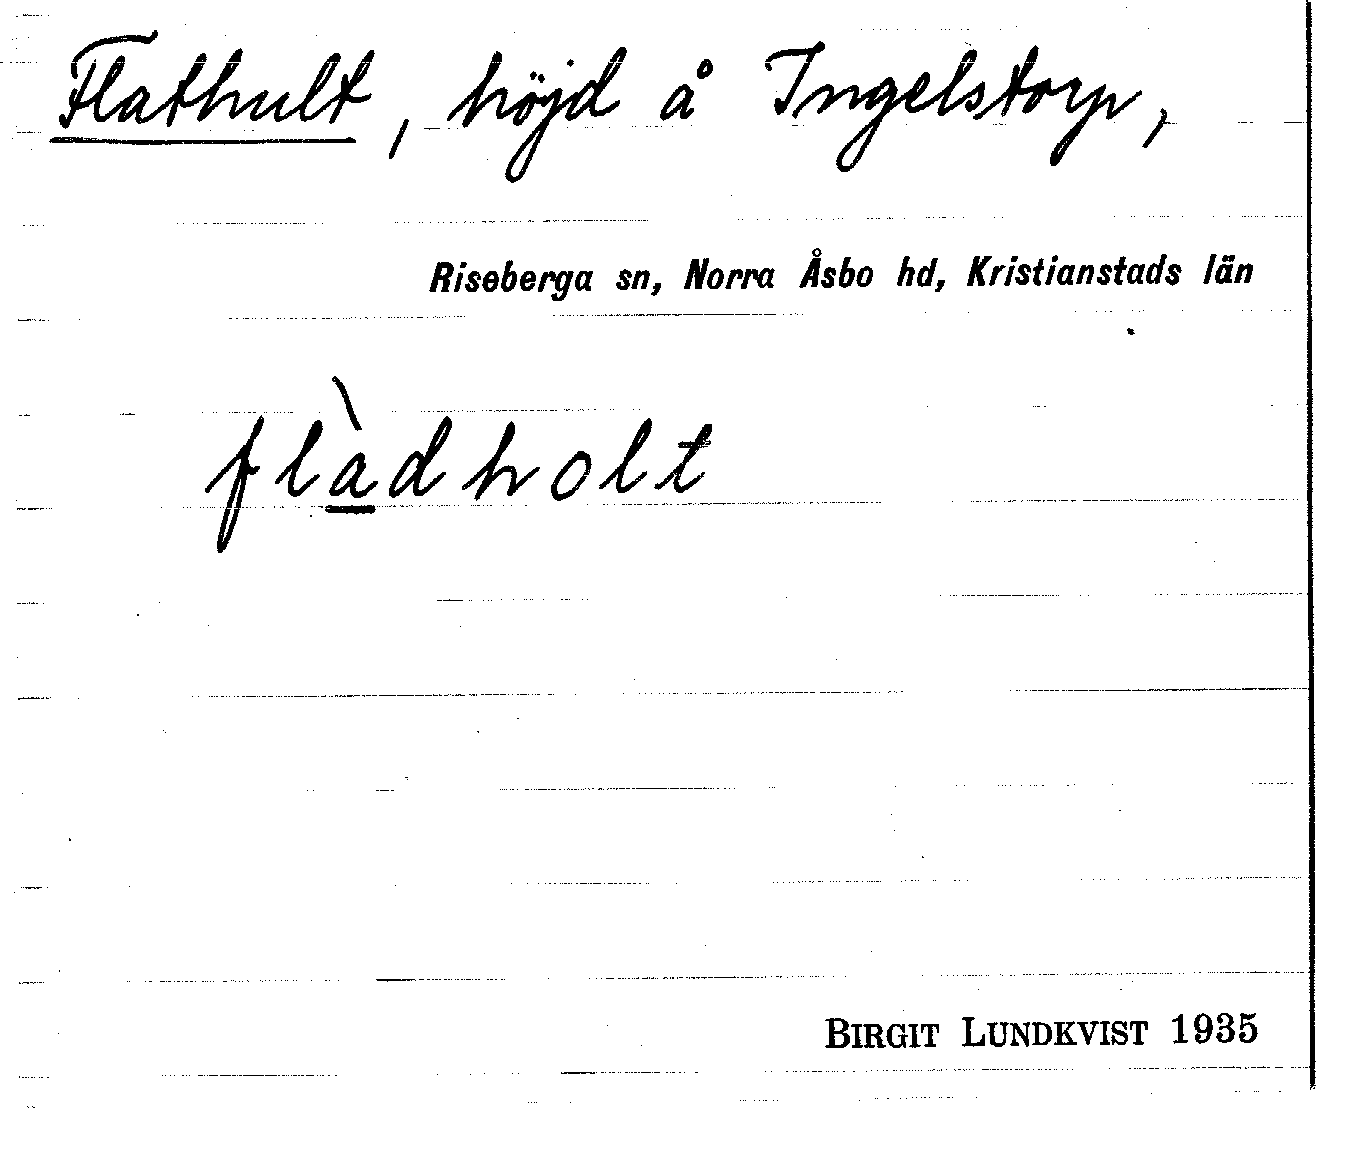 Flathult, höjd å Ingelstorp,
Riseberga sn, Norra Åsbo hd, Kristianstads län
flàdholt
BIRGIT LUNDKVIST 1935